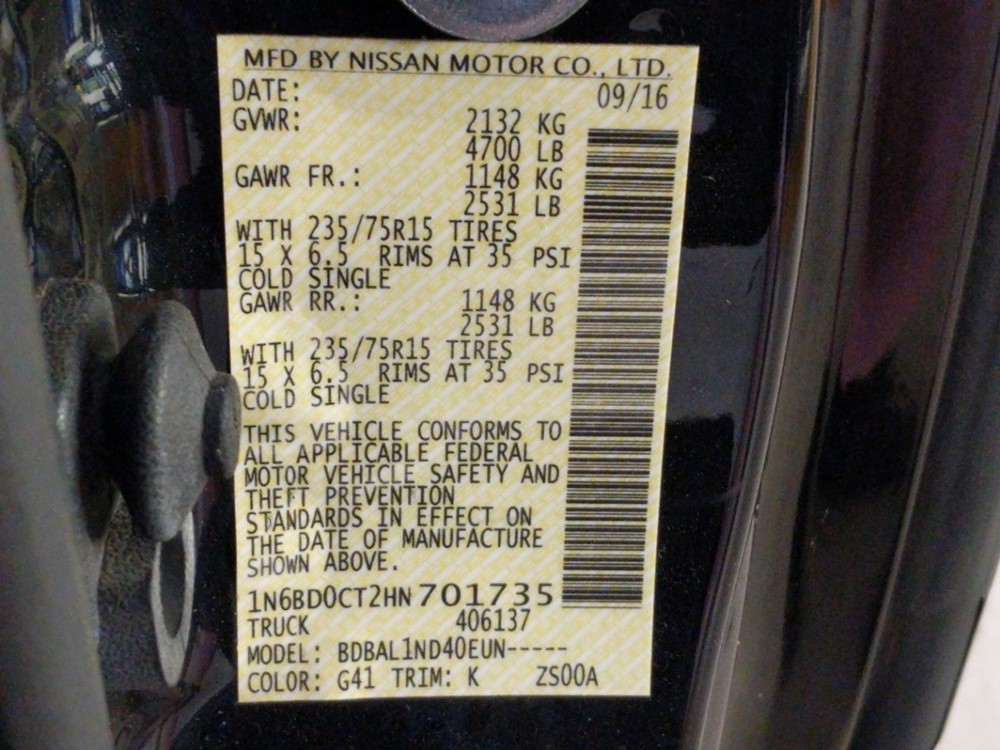 MFD BY NISSAN MOTOR CO., LTD.
DATE: 09/16
GVWR: 2132 KG
4700 LB
GAWR FR.: 1148 KG
2531 LB
WITH 235/75R15 TIRES
15 X 6.5 RIMS AT 35 PSI
COLD SINGLE
GAWR RR.: 1148 KG
2531 LB
WITH 235/75R15 TIRES
15 X 6.5 RIMS AT 35 PSI
COLD SINGLE
THIS VEHICLE CONFORMS TO
ALL APPLICABLE FEDERAL
MOTOR VEHICLE SAFETY AND
THEFT PREVENTION
STANDARDS IN EFFECT ON
THE DATE OF MANUFACTURE
SHOWN ABOVE.
1N6BD0CT2HN701735
TRUCK 406137
MODEL: BDBAL1ND40EUN-----
COLOR: G41 TRIM: K ZS00A